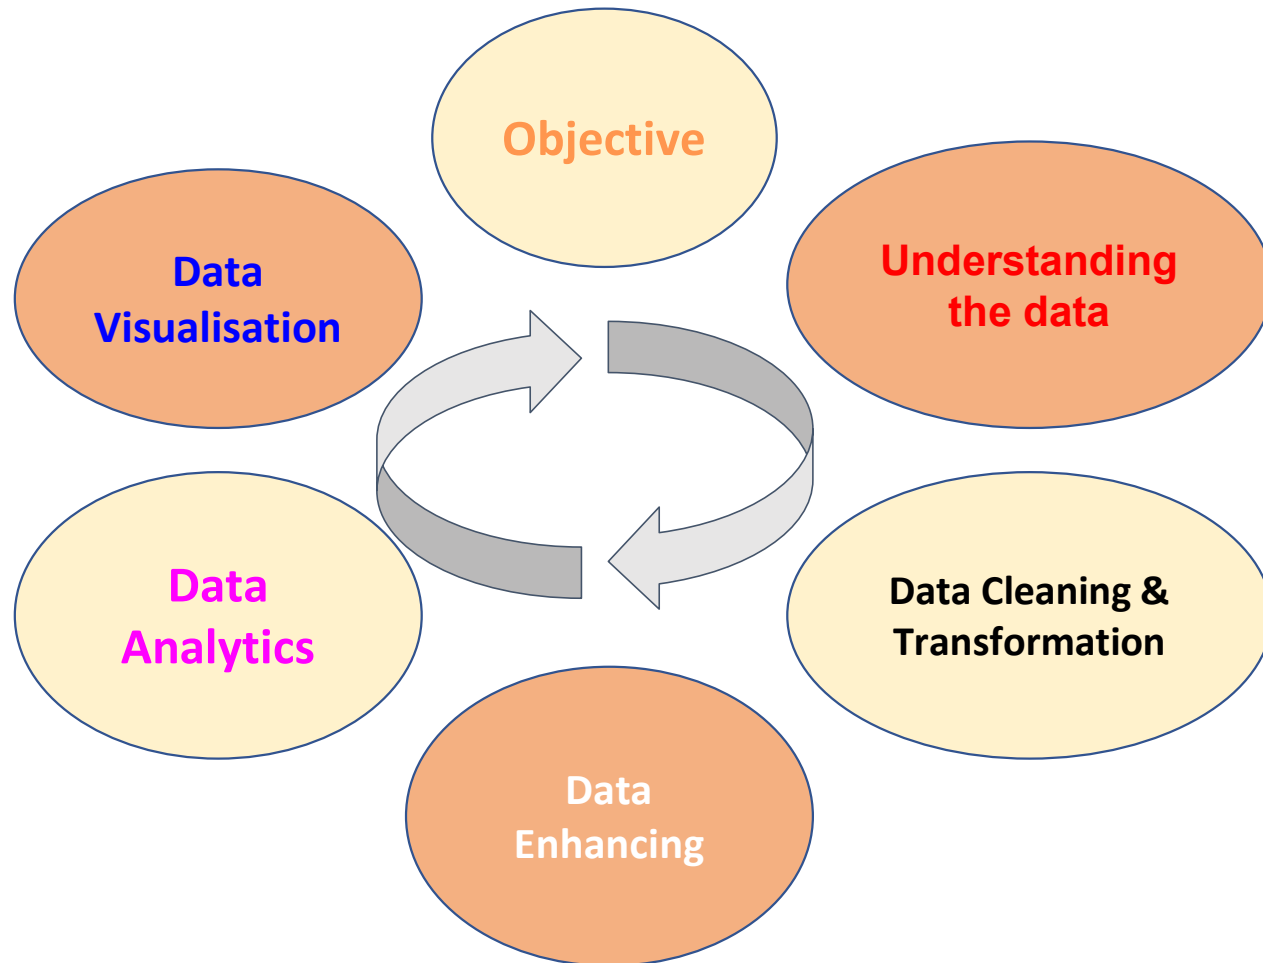 Objective
Understanding
the data
Data Cleaning &
Transformation
Data
Enhancing
Data
Analytics
Data
Visualisation